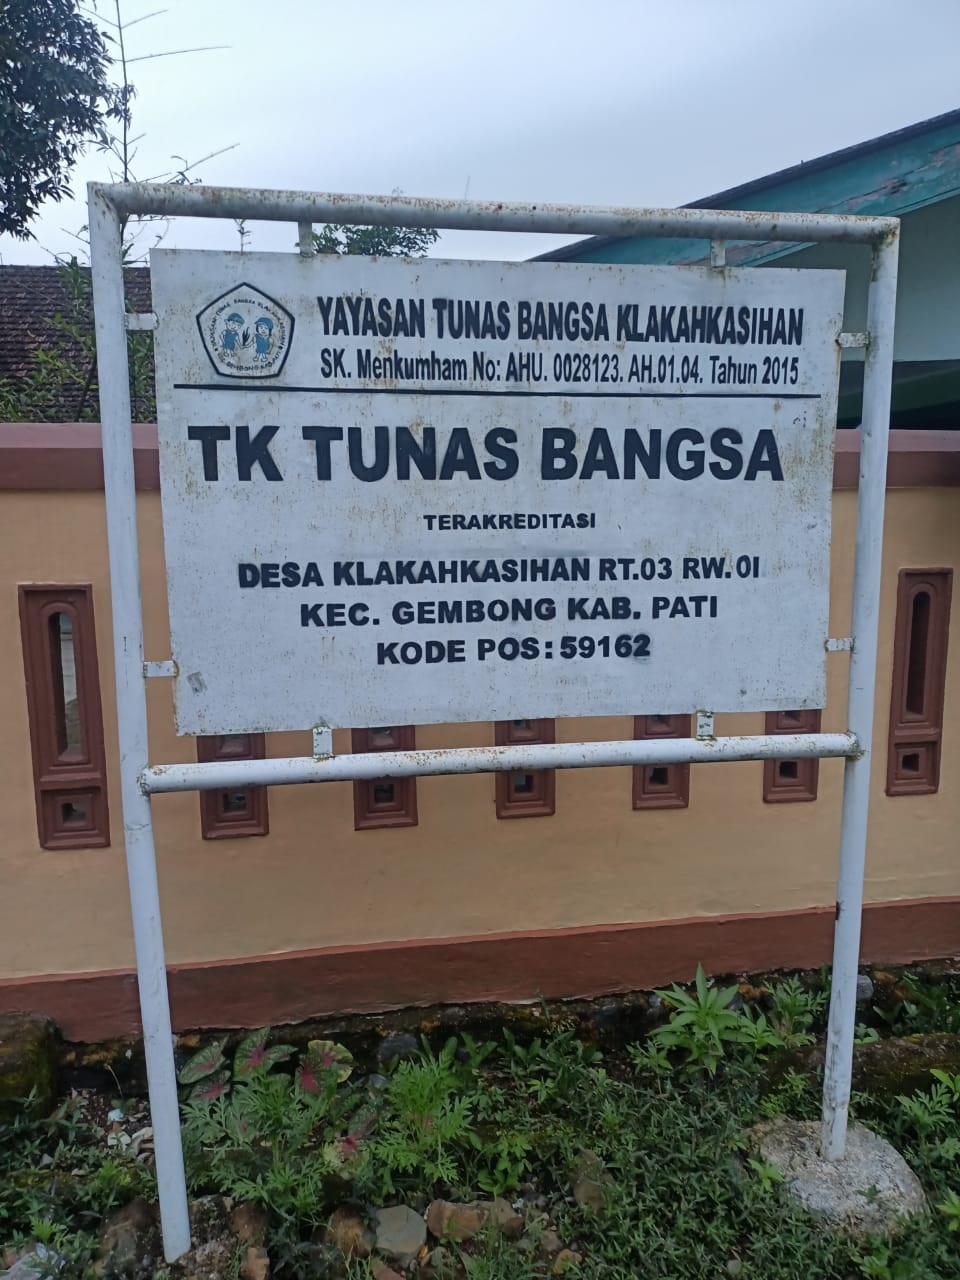 YAYASAN TUNAS BANGSA KLAKAHKASIHAN
SK. Menkumham No: AHU. 0028123. AH.01.04. Tahun 2015
TK TUNAS BANGSA
TERAKREDITASI
DESA KLAKAHKASIHAN RT.03 RW.01
KEC. GEMBONG KAB. PATI
KODE POS: 59162